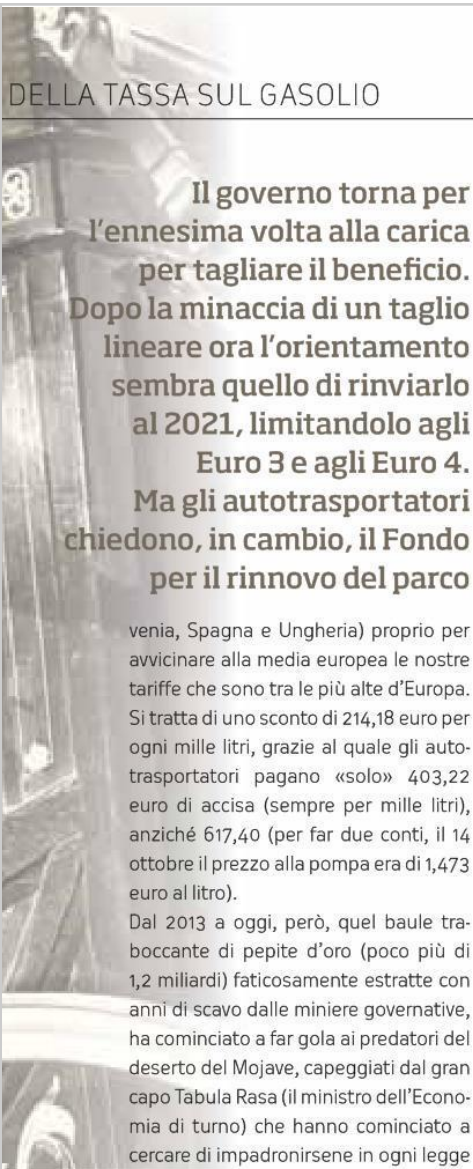 DELLA TASSA SUL GASOLIO
Il governo torna per
l'ennesima volta alla carica
per tagliare il beneficio.
Dopo la minaccia di un taglio
lineare ora l'orientamento
sembra quello di rinviarlo
al 2021, limitandolo agli
Euro 3 e agli Euro 4.
Ma gli autotrasportatori
chiedono, in cambio, il Fondo
per il rinnovo del parco
venia, Spagna e Ungheria) proprio per
avvicinare alla media europea le nostre
tariffe che sono tra le più alte d'Europa.
Si tratta di uno sconto di 214,18 euro per
ogni mille litri, grazie al quale gli auto-
trasportatori pagano «solo» 403,22
euro di accisa (sempre per mille litri),
anziché 617,40 (per far due conti, il 14
ottobre il prezzo alla pompa era di 1,473
euro al litro).
Dal 2013 a oggi, però, quel baule tra-
boccante di pepite d'oro (poco più di
1,2 miliardi) faticosamente estratte con
anni di scavo dalle miniere governative,
ha cominciato a far gola ai predatori del
deserto del Mojave, capeggiati dal gran
capo Tabula Rasa (il ministro dell'Econo-
mia di turno) che hanno cominciato a
cercare di impadronirsene in ogni legge